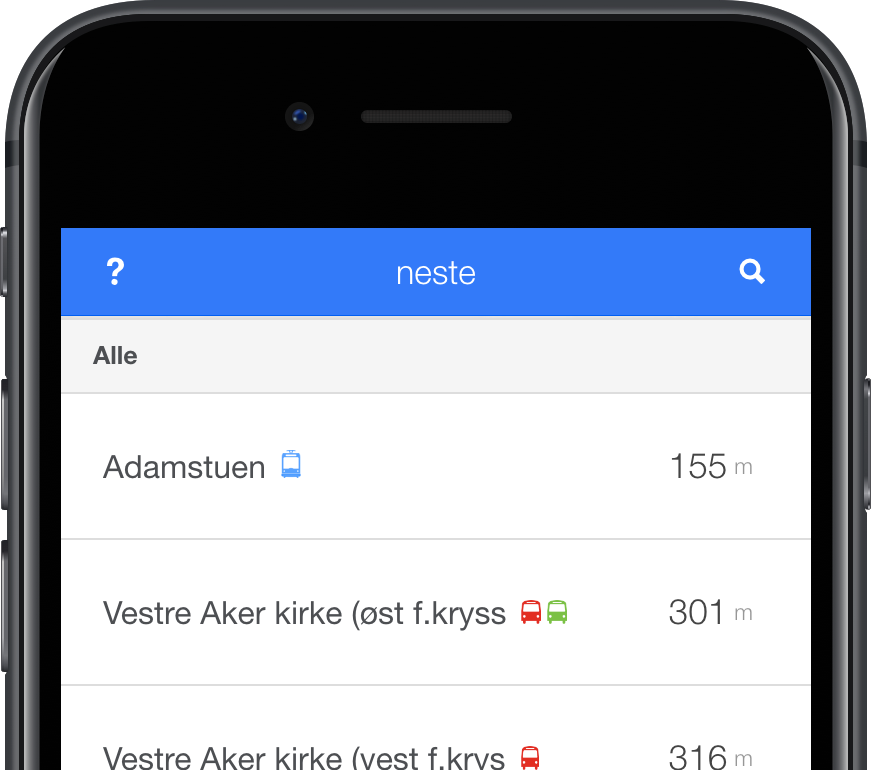 ? neste
Alle
Adamstuen 155 m
Vestre Aker kirke (øst f.kryss 301 m
Vestre Aker kirke (vest f.krys 316 m